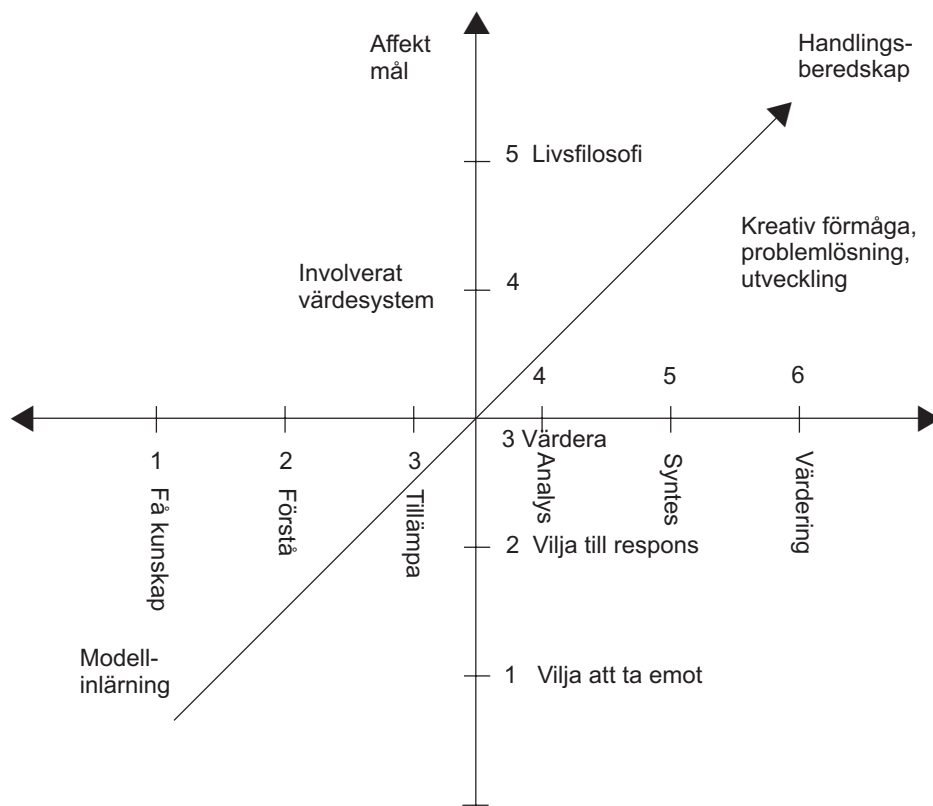 Affekt
mål
Handlings-
beredskap
5 Livsfilosofi
Kreativ förmåga,
problemlösning,
utveckling
Involverat
värdesystem
4
4
5
6
3 Värdera
1
2
3
Få kunskap
Förstå
Tillämpa
Analys
Syntes
Värdering
2 Vilja till respons
Modell-
inlärning
1 Vilja att ta emot